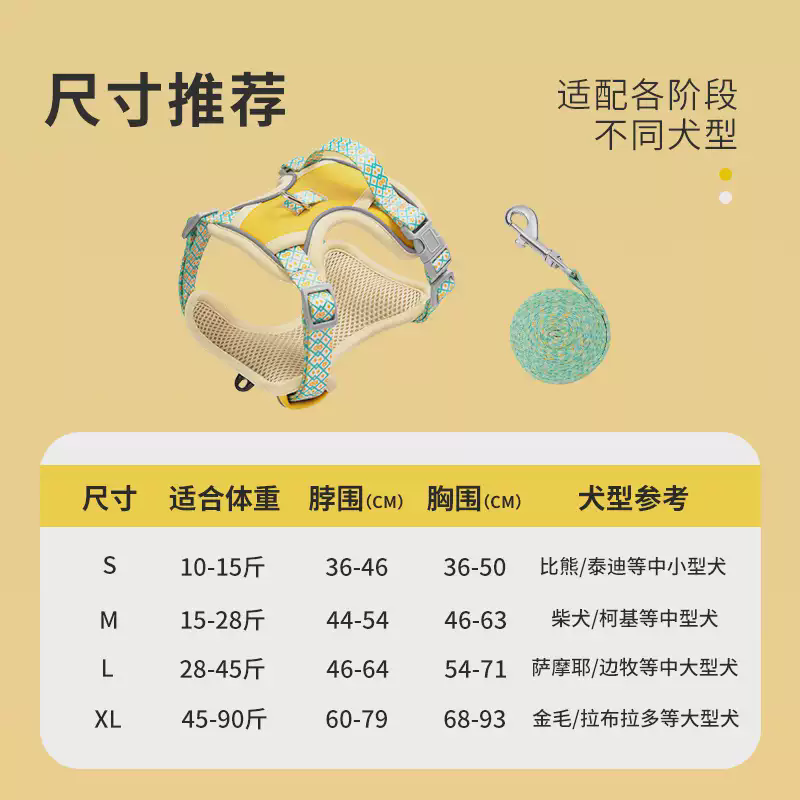 尺寸推荐
适配各阶段
不同犬型
尺寸 适合体重 脖围(CM) 胸围(CM) 犬型参考
S 10-15斤 36-46 36-50 比熊/泰迪等中小型犬
M 15-28斤 44-54 46-63 柴犬/柯基等中型犬
L 28-45斤 46-64 54-71 萨摩耶/边牧等中大型犬
XL 45-90斤 60-79 68-93 金毛/拉布拉多等大型犬